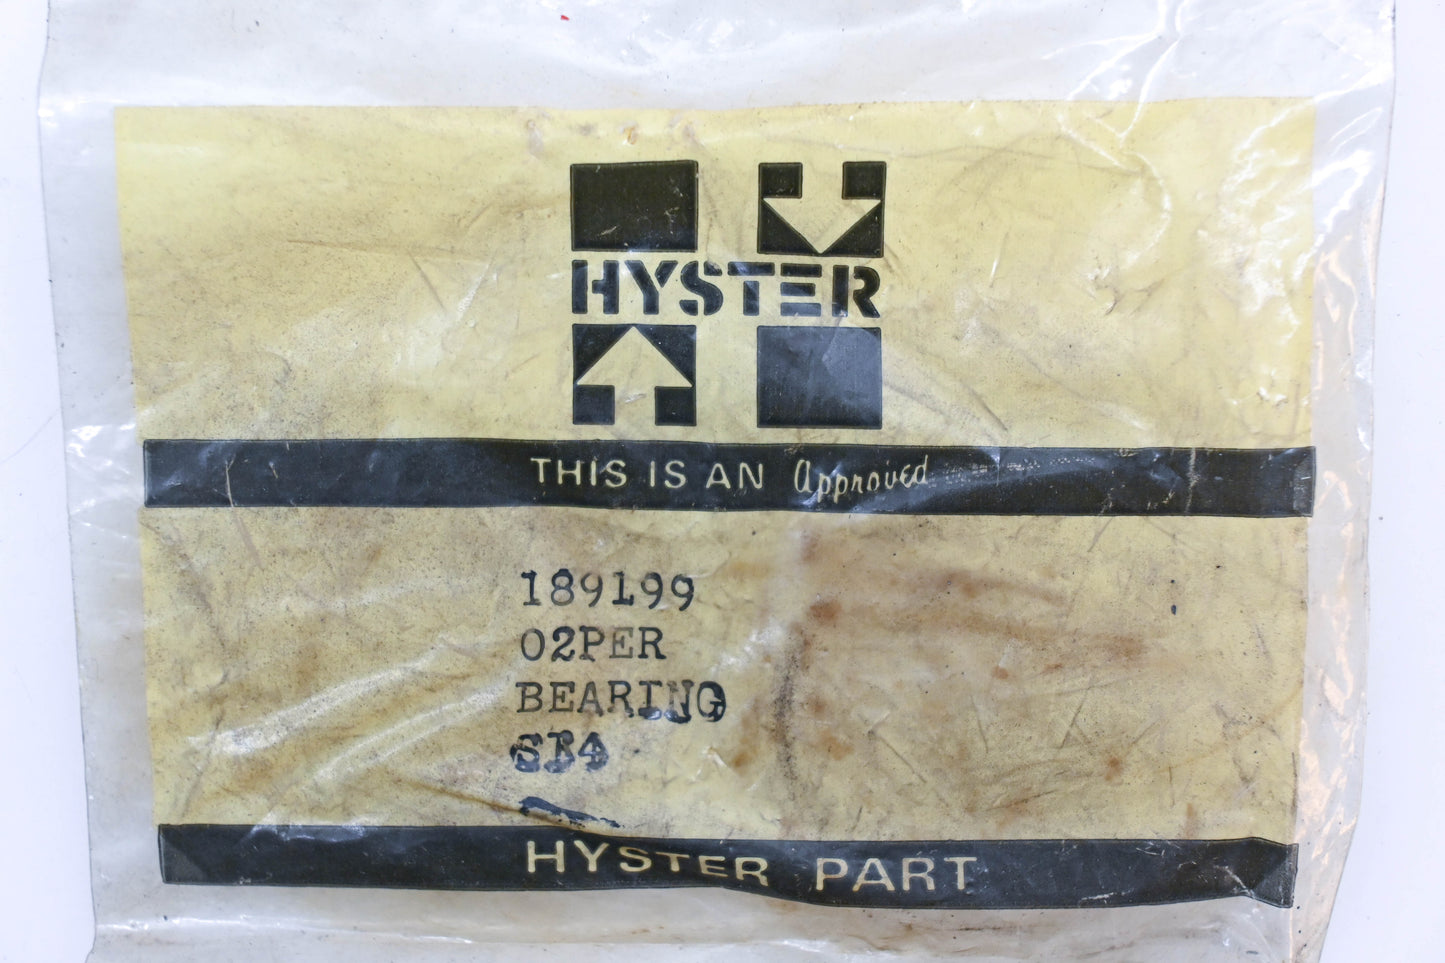 HYSTER
THIS IS AN Approved
189199
02PER
BEARING
HYSTER PART